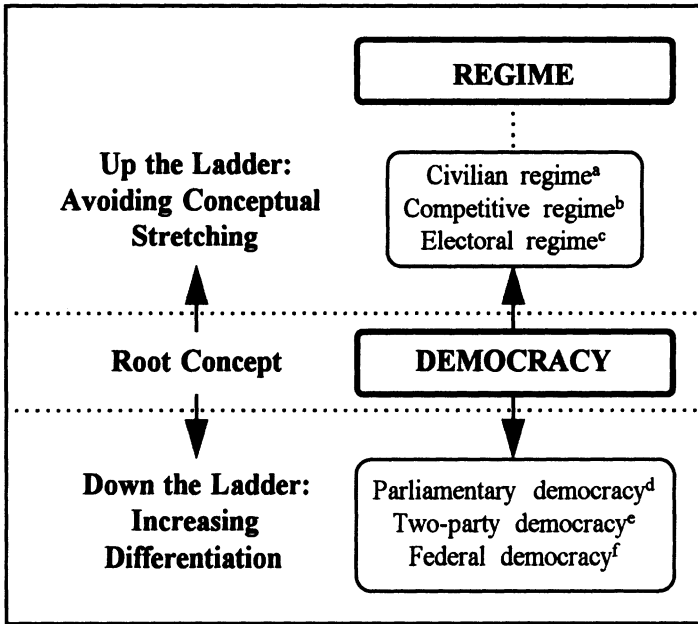 REGIME
Up the Ladder:
Avoiding Conceptual
Stretching
Civilian regimeᵃ
Competitive regimeᵇ
Electoral regimeᶜ
Root Concept
DEMOCRACY
Down the Ladder:
Increasing
Differentiation
Parliamentary democracyᵈ
Two-party democracyᵉ
Federal democracyᶠ